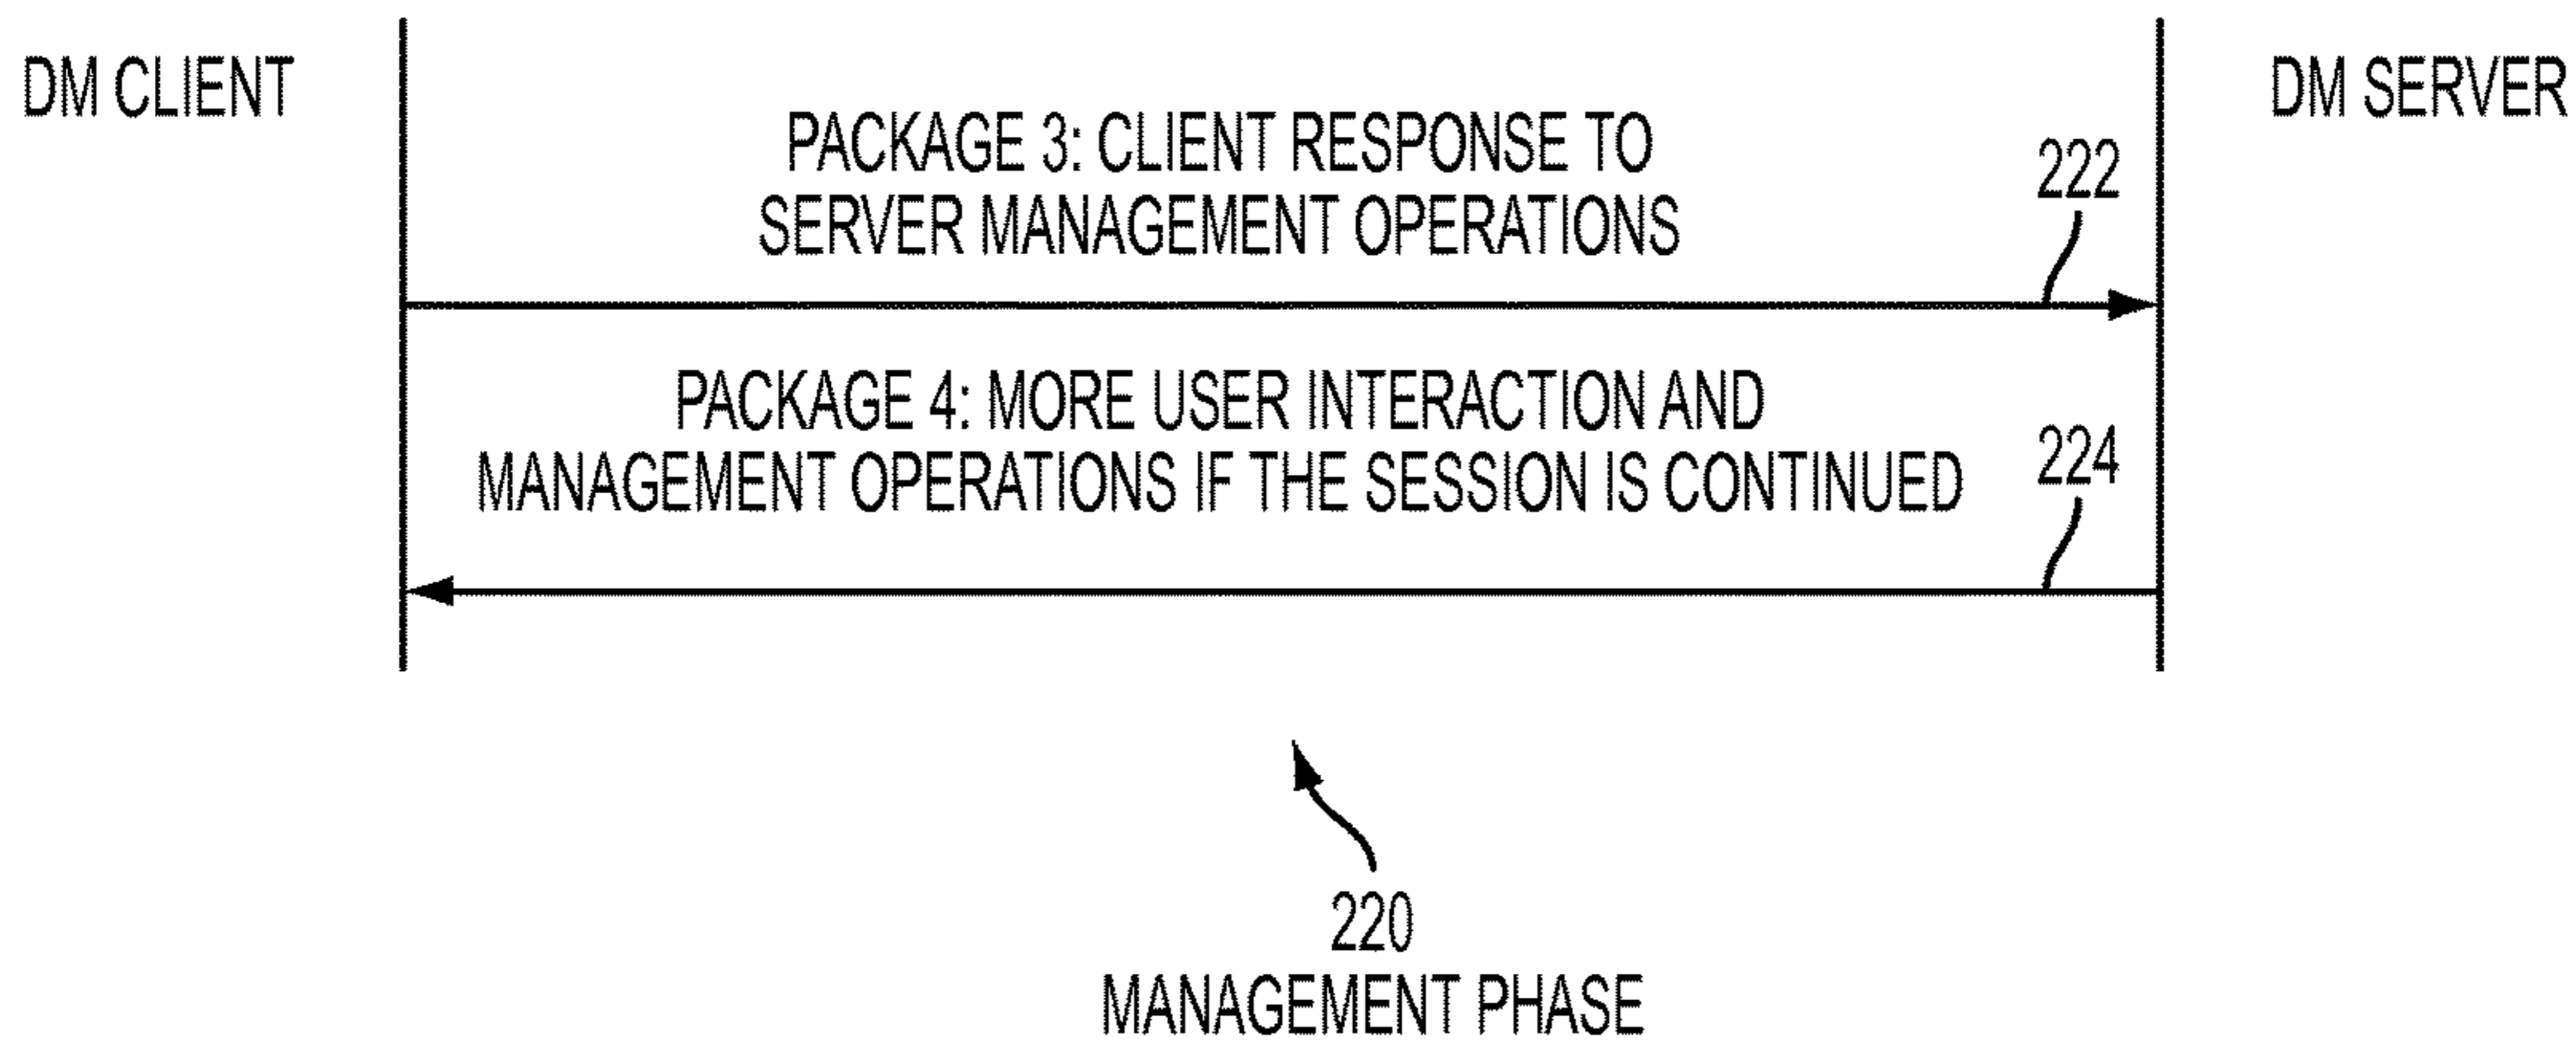 DM CLIENT
DM SERVER
PACKAGE 3: CLIENT RESPONSE TO
SERVER MANAGEMENT OPERATIONS
222
PACKAGE 4: MORE USER INTERACTION AND
MANAGEMENT OPERATIONS IF THE SESSION IS CONTINUED
224
220
MANAGEMENT PHASE